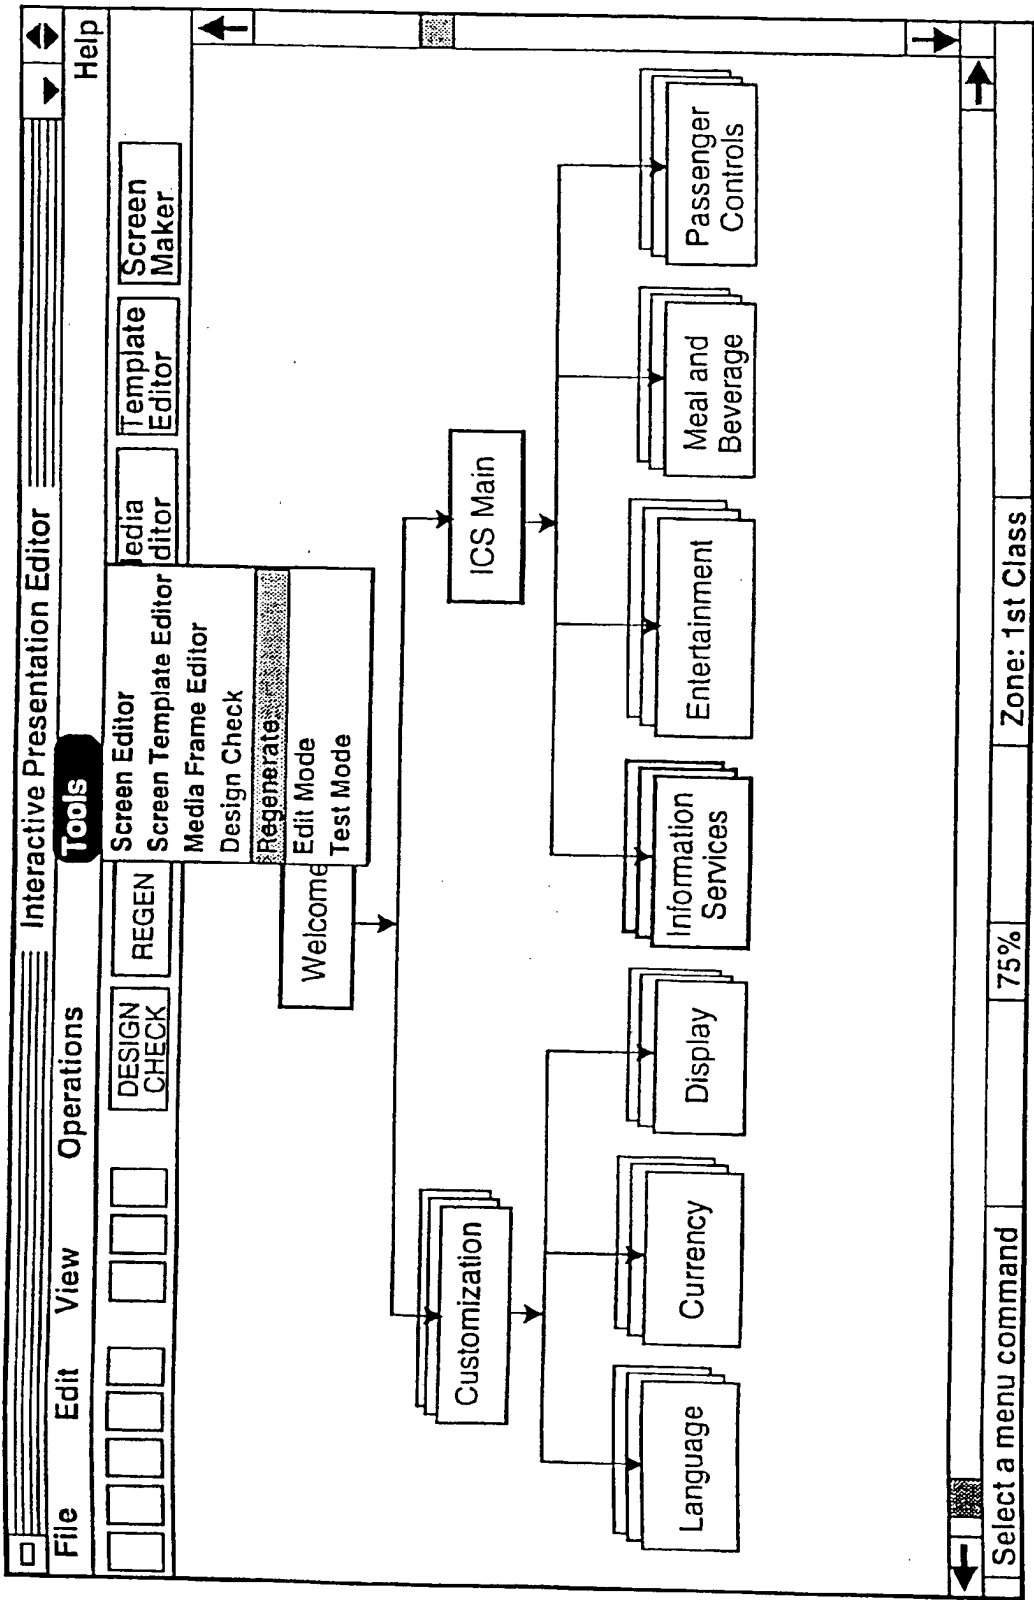 Interactive Presentation Editor
File Edit View Operations Tools Help
DESIGN
CHECK
REGEN
edia
ditor
Template
Editor
Screen
Maker
Screen Editor
Screen Template Editor
Media Frame Editor
Design Check
Regenerate
Edit Mode
Test Mode
Welcome
Customization
ICS Main
Language
Currency
Display
Information
Services
Entertainment
Meal and
Beverage
Passenger
Controls
Select a menu command
75%
Zone: 1st Class